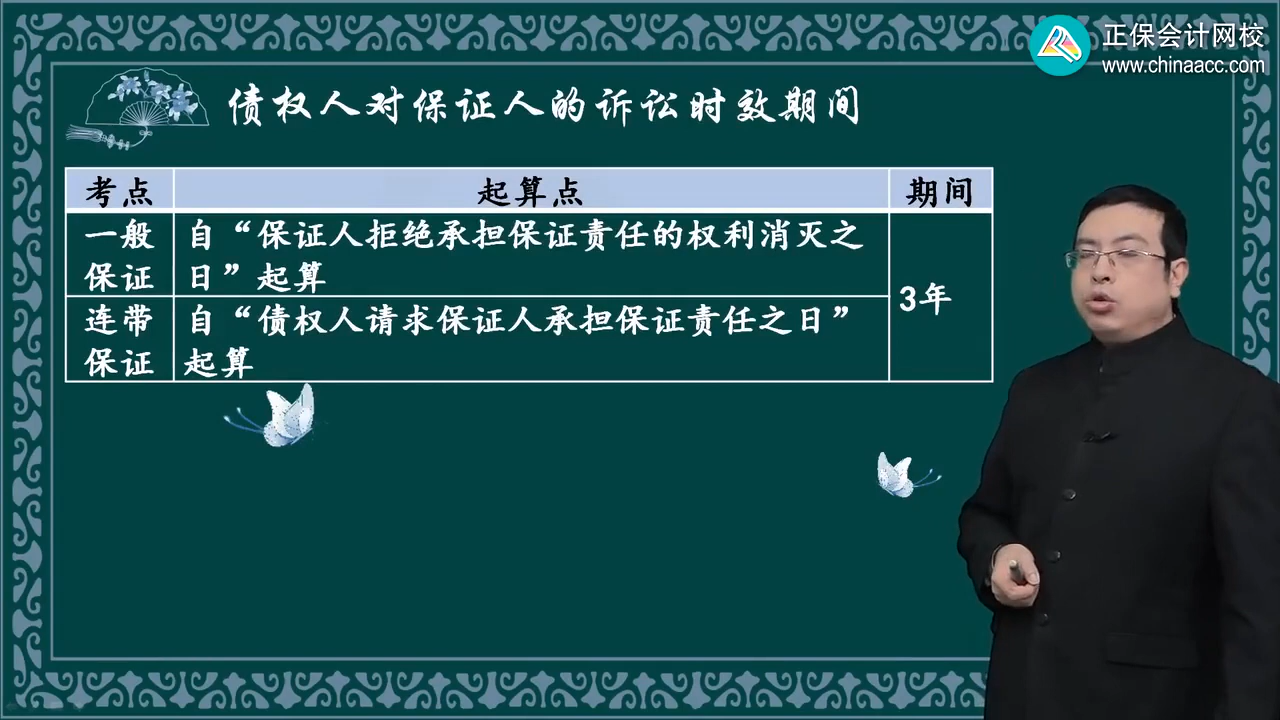 正保会计网校
www.chinaacc.com
债权人对保证人的诉讼时效期间
考点
起算点
期间
一般
保证
自“保证人拒绝承担保证责任的权利消灭之
日”起算
3年
连带
保证
自“债权人请求保证人承担保证责任之日”
起算